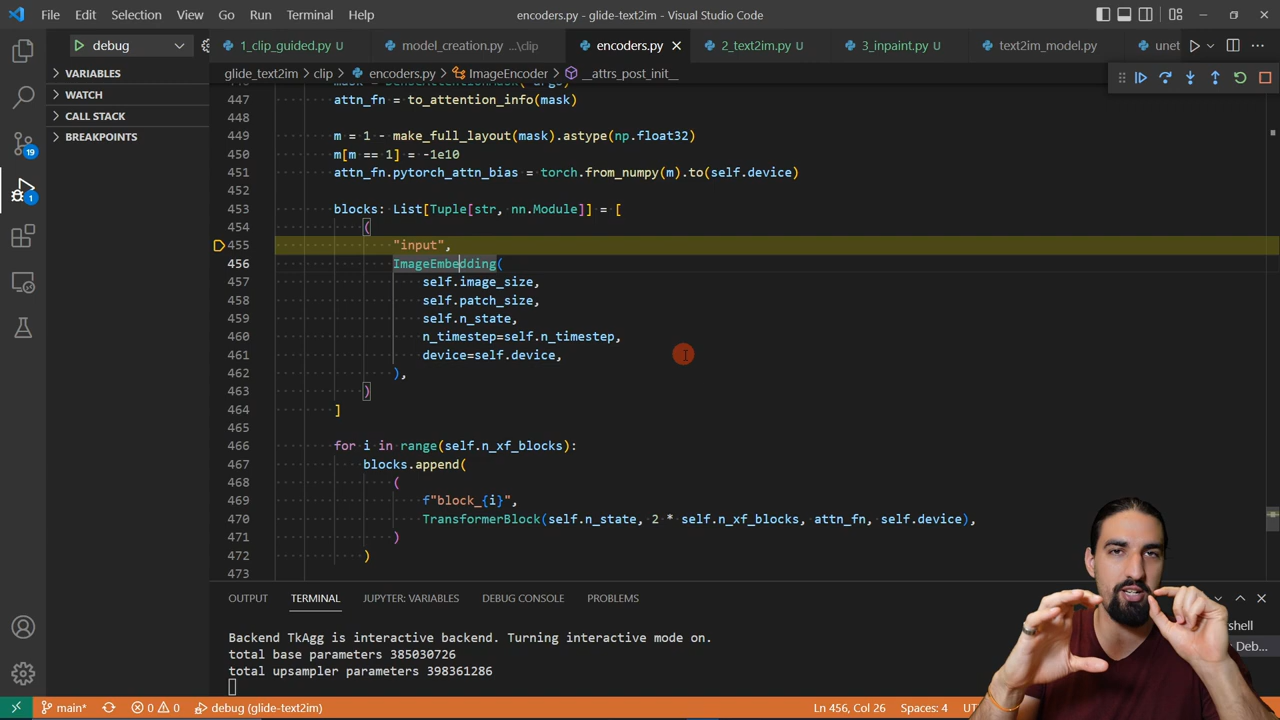 File Edit Selection View Go Run Terminal Help
encoders.py - glide-text2im - Visual Studio Code
debug
1_clip_guided.py U
model_creation.py ...\clip
encoders.py
2_text2im.py U
3_inpaint.py U
text2im_model.py
unet
VARIABLES
WATCH
CALL STACK
BREAKPOINTS
19
1
glide_text2im > clip > encoders.py > ImageEncoder > __attrs_post_init__
447 attn_fn = to_attention_info(mask)
448
449 m = 1 - make_full_layout(mask).astype(np.float32)
450 m[m == 1] = -1e10
451 attn_fn.pytorch_attn_bias = torch.from_numpy(m).to(self.device)
452
453 blocks: List[Tuple[str, nn.Module]] = [
454 (
455 "input",
456 ImageEmbedding(
457 self.image_size,
458 self.patch_size,
459 self.n_state,
460 n_timestep=self.n_timestep,
461 device=self.device,
462 ),
463 )
464 ]
465
466 for i in range(self.n_xf_blocks):
467 blocks.append(
468 (
469 f"block_{i}",
470 TransformerBlock(self.n_state, 2 * self.n_xf_blocks, attn_fn, self.device),
471 )
472 )
473
OUTPUT TERMINAL JUPYTER: VARIABLES DEBUG CONSOLE PROBLEMS
Backend TkAgg is interactive backend. Turning interactive mode on.
total base parameters 385030726
total upsampler parameters 398361286
shell
Deb...
main* 0 0 debug (glide-text2im) Ln 456, Col 26 Spaces: 4